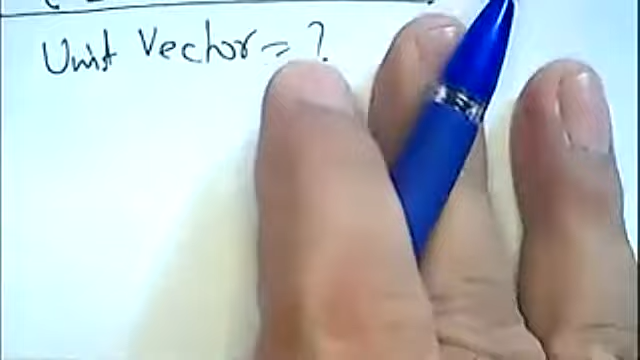 Unit Vector = ?